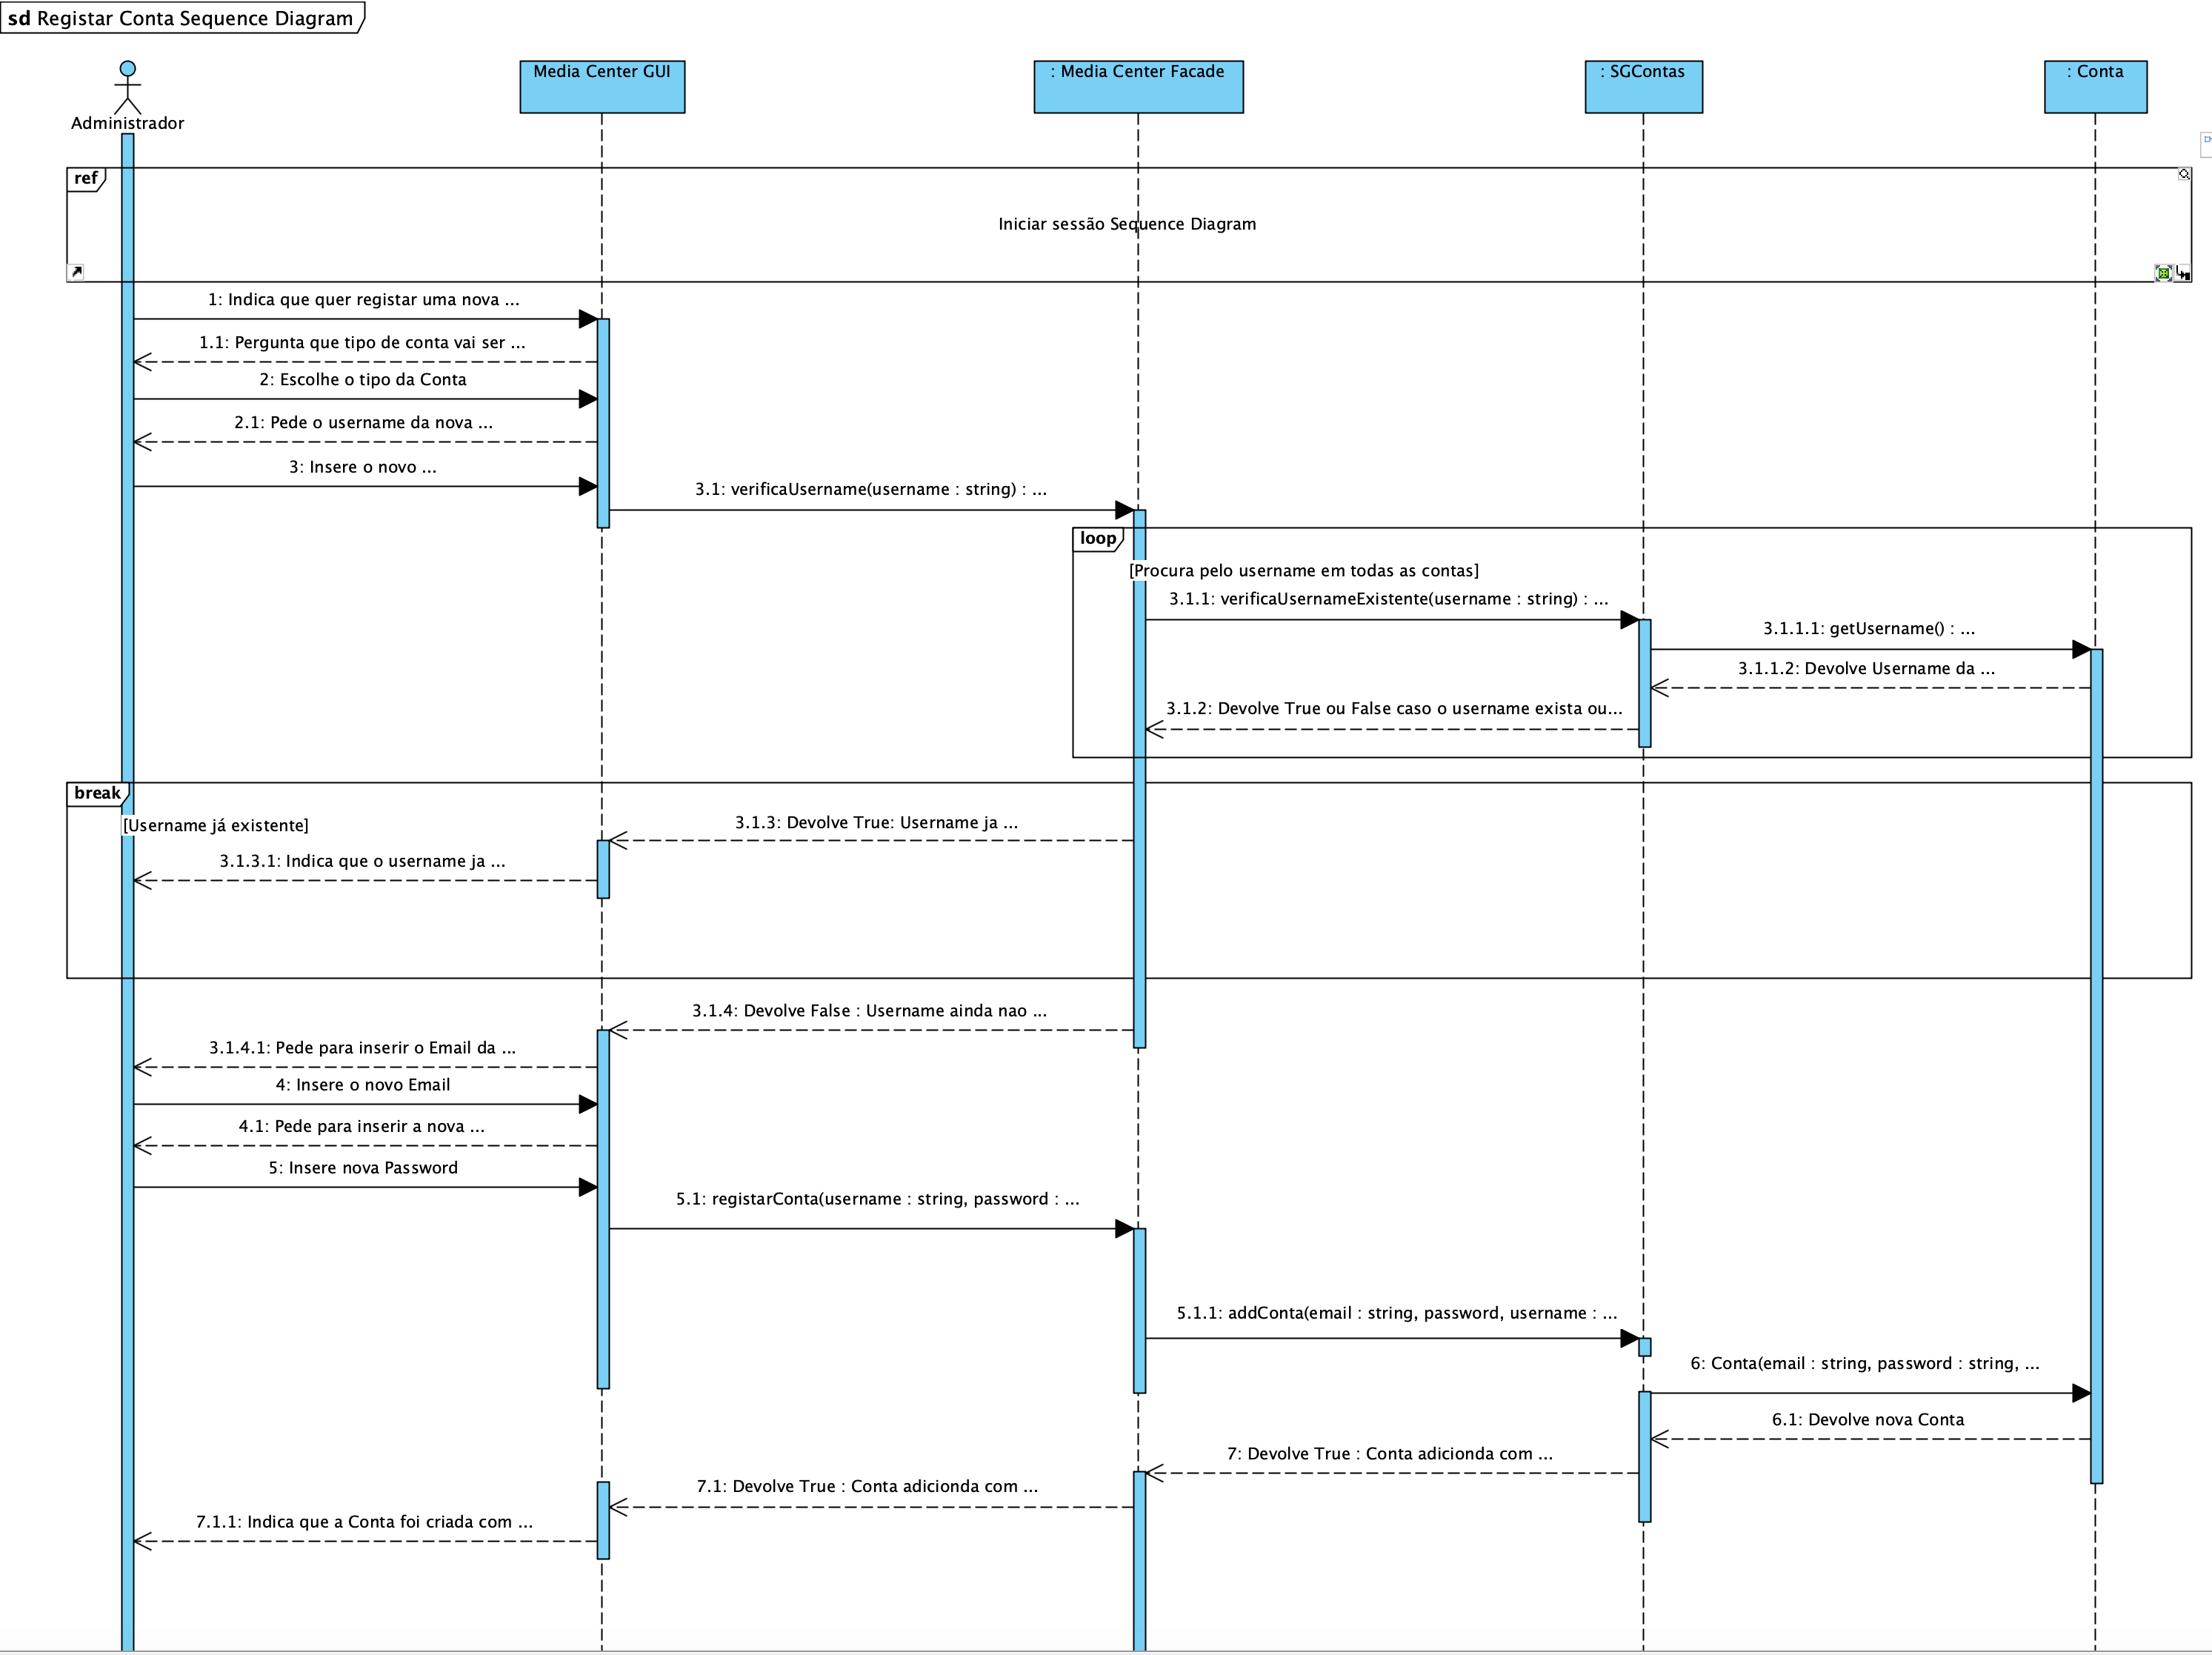 sd Registar Conta Sequence Diagram
Media Center GUI
: Media Center Facade
: SGContas
: Conta
Administrador
ref
Iniciar sessão Sequence Diagram
1: Indica que quer registar uma nova ...
1.1: Pergunta que tipo de conta vai ser ...
2: Escolhe o tipo da Conta
2.1: Pede o username da nova ...
3: Insere o novo ...
3.1: verificaUsername(username : string) : ...
loop
[Procura pelo username em todas as contas]
3.1.1: verificaUsernameExistente(username : string) : ...
3.1.1.1: getUsername() : ...
3.1.1.2: Devolve Username da ...
3.1.2: Devolve True ou False caso o username exista ou...
break
[Username já existente]
3.1.3: Devolve True: Username ja ...
3.1.3.1: Indica que o username ja ...
3.1.4: Devolve False : Username ainda nao ...
3.1.4.1: Pede para inserir o Email da ...
4: Insere o novo Email
4.1: Pede para inserir a nova ...
5: Insere nova Password
5.1: registarConta(username : string, password : ...
5.1.1: addConta(email : string, password, username : ...
6: Conta(email : string, password : string, ...
6.1: Devolve nova Conta
7: Devolve True : Conta adicionda com ...
7.1: Devolve True : Conta adicionda com ...
7.1.1: Indica que a Conta foi criada com ...